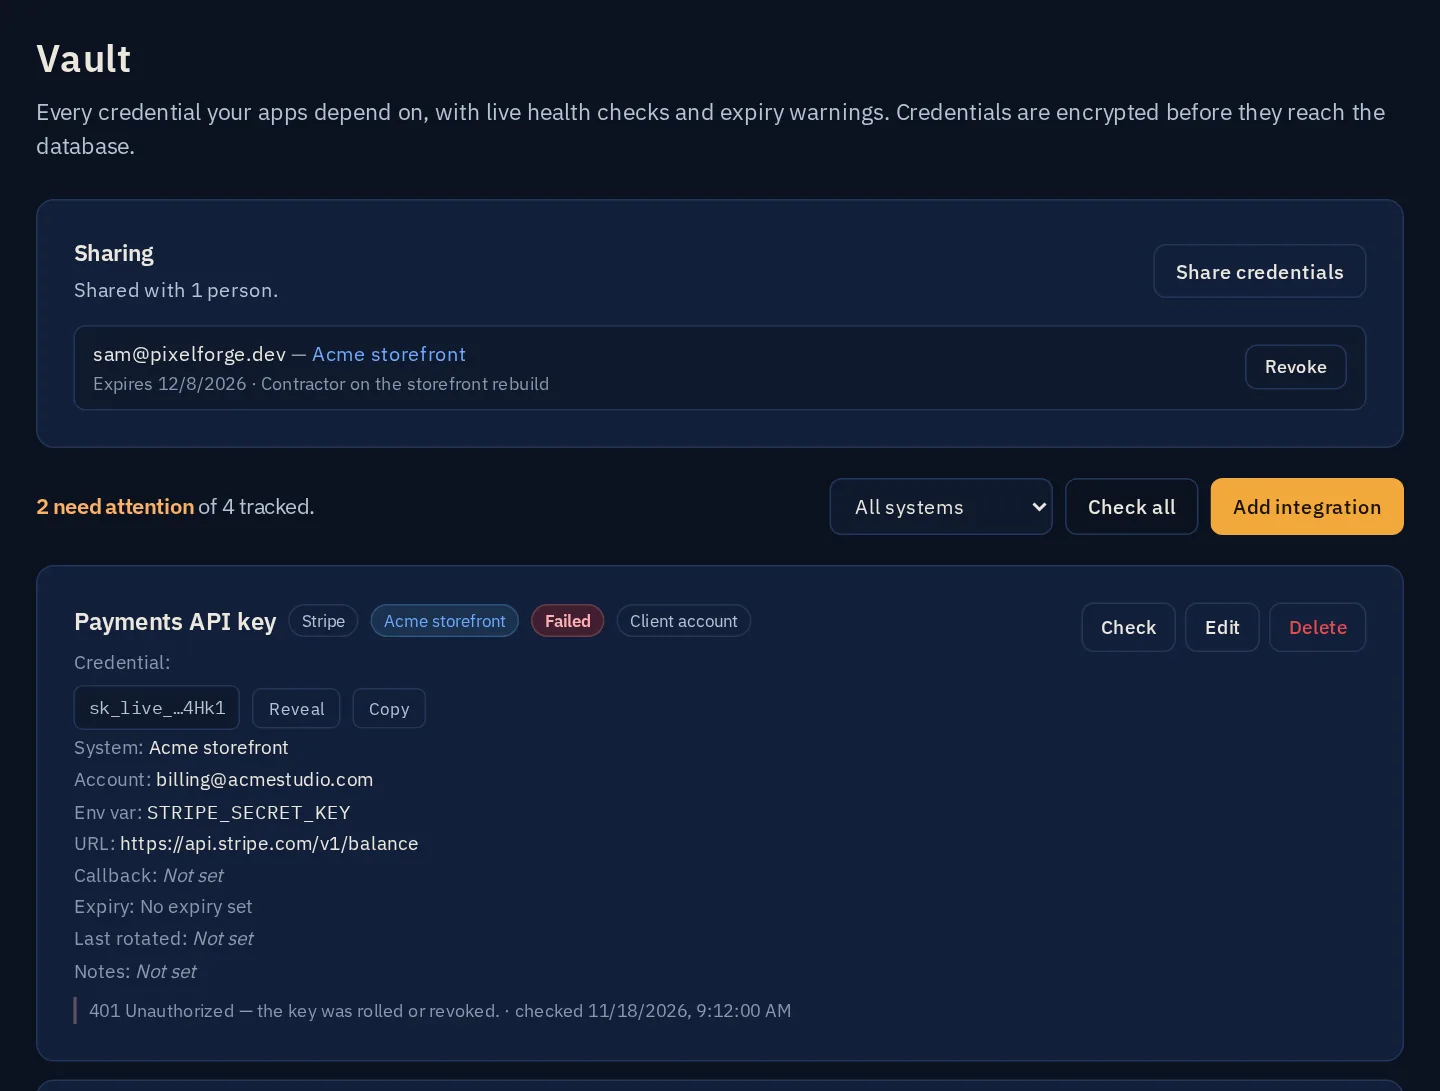 Vault
Every credential your apps depend on, with live health checks and expiry warnings. Credentials are encrypted before they reach the
database.
Sharing
Shared with 1 person.
Share credentials
sam@pixelforge.dev — Acme storefront
Expires 12/8/2026 · Contractor on the storefront rebuild
Revoke
2 need attention of 4 tracked.
All systems
Check all
Add integration
Payments API key
Stripe
Acme storefront
Failed
Client account
Check
Edit
Delete
Credential:
sk_live_…4Hk1
Reveal
Copy
System: Acme storefront
Account: billing@acmestudio.com
Env var: STRIPE_SECRET_KEY
URL: https://api.stripe.com/v1/balance
Callback: Not set
Expiry: No expiry set
Last rotated: Not set
Notes: Not set
401 Unauthorized — the key was rolled or revoked. · checked 11/18/2026, 9:12:00 AM